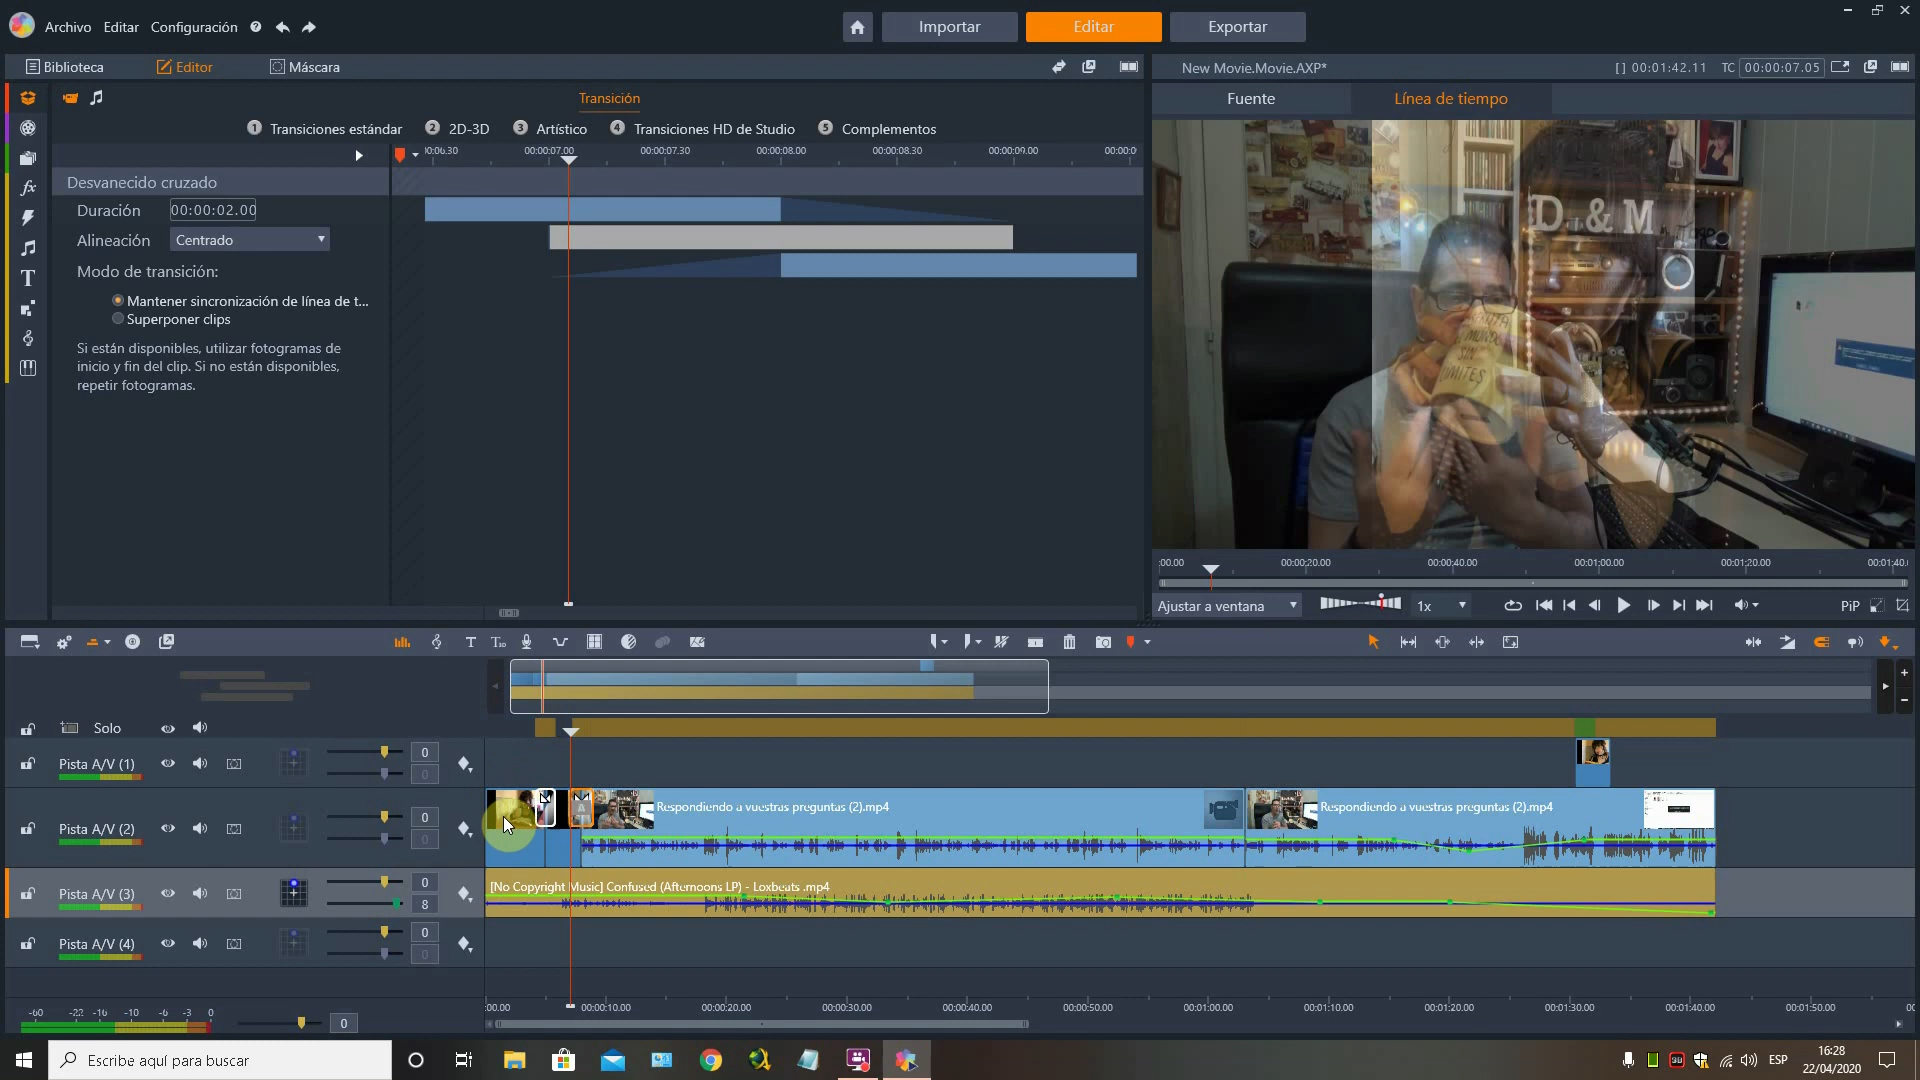 Archivo Editar Configuración
Importar Editar Exportar
Biblioteca Editor Máscara
New Movie.Movie.AXP* [] 00:01:42.11 TC 00:00:07.05
Transición
Fuente Línea de tiempo
1 Transiciones estándar 2 2D-3D 3 Artístico 4 Transiciones HD de Studio 5 Complementos
00:00:07.00 00:00:07.30 00:00:08.00 00:00:08.30 00:00:09.00
Desvanecido cruzado
Duración 00:00:02.00
Alineación Centrado
Modo de transición:
Mantener sincronización de línea de t...
Superponer clips
Si están disponibles, utilizar fotogramas de
inicio y fin del clip. Si no están disponibles,
repetir fotogramas.
D & M
SIN
:00.00 00:00:20.00 00:00:40.00 00:01:00.00 00:01:20.00 00:01:40.
Ajustar a ventana 1x PiP
Solo
Pista A/V (1) 0 0
Pista A/V (2) 0 0
Respondiendo a vuestras preguntas (2).mp4 Respondiendo a vuestras preguntas (2).mp4
Pista A/V (3) 0 8
[No Copyright Music] Confused (Afternoons LP) - Loxbeats .mp4
Pista A/V (4) 0 0
:00.00 00:00:10.00 00:00:20.00 00:00:30.00 00:00:40.00 00:00:50.00 00:01:00.00 00:01:10.00 00:01:20.00 00:01:30.00 00:01:40.00 00:01:50.00
-60 -22 -16 -10 -6 -3 0
0
Escribe aquí para buscar
ESP
16:28
22/04/2020